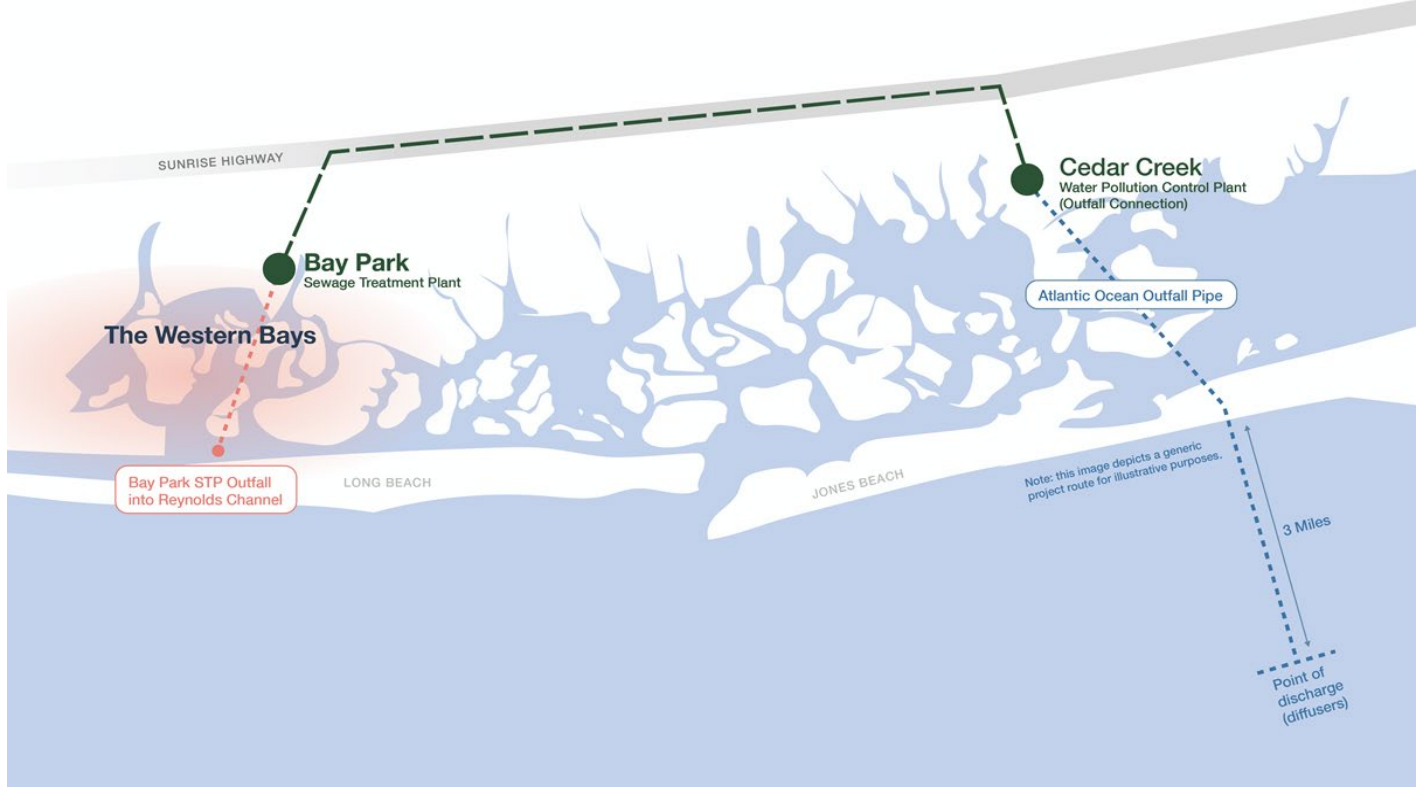 SUNRISE HIGHWAY
Cedar Creek
Water Pollution Control Plant
(Outfall Connection)
Bay Park
Sewage Treatment Plant
Atlantic Ocean Outfall Pipe
The Western Bays
Bay Park STP Outfall
into Reynolds Channel
LONG BEACH
JONES BEACH
Note: this image depicts a generic
project route for illustrative purposes.
3 Miles
Point of
discharge
(diffusers)